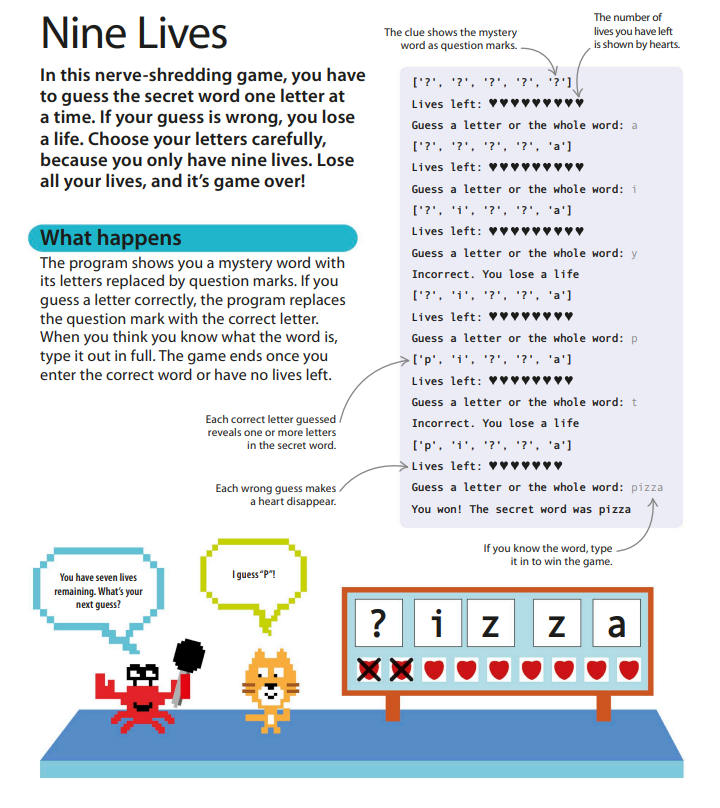 Nine Lives
In this nerve-shredding game, you have
to guess the secret word one letter at
a time. If your guess is wrong, you lose
a life. Choose your letters carefully,
because you only have nine lives. Lose
all your lives, and it's game over!
What happens
The program shows you a mystery word with
its letters replaced by question marks. If you
guess a letter correctly, the program replaces
the question mark with the correct letter.
When you think you know what the word is,
type it out in full. The game ends once you
enter the correct word or have no lives left.
The clue shows the mystery
word as question marks.
The number of
lives you have left
is shown by hearts.
['?', '?', '?', '?', '?']
Lives left: ♥♥♥♥♥♥♥♥♥
Guess a letter or the whole word: a
['?', '?', '?', '?', 'a']
Lives left: ♥♥♥♥♥♥♥♥♥
Guess a letter or the whole word: i
['?', 'i', '?', '?', 'a']
Lives left: ♥♥♥♥♥♥♥♥♥
Guess a letter or the whole word: y
Incorrect. You lose a life
['?', 'i', '?', '?', 'a']
Lives left: ♥♥♥♥♥♥♥♥
Guess a letter or the whole word: p
['p', 'i', '?', '?', 'a']
Lives left: ♥♥♥♥♥♥♥♥
Guess a letter or the whole word: t
Incorrect. You lose a life
['p', 'i', '?', '?', 'a']
Lives left: ♥♥♥♥♥♥♥
Guess a letter or the whole word: pizza
You won! The secret word was pizza
Each correct letter guessed
reveals one or more letters
in the secret word.
Each wrong guess makes
a heart disappear.
If you know the word, type
it in to win the game.
You have seven lives
remaining. What's your
next guess?
I guess "P"!
? i z z a